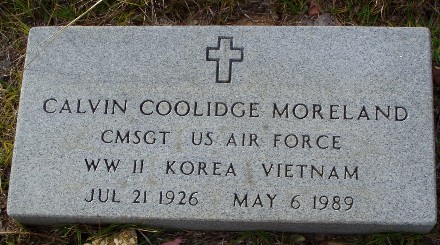 CALVIN COOLIDGE MORELAND
CMSGT US AIR FORCE
WW II KOREA VIETNAM
JUL 21 1926 MAY 6 1989